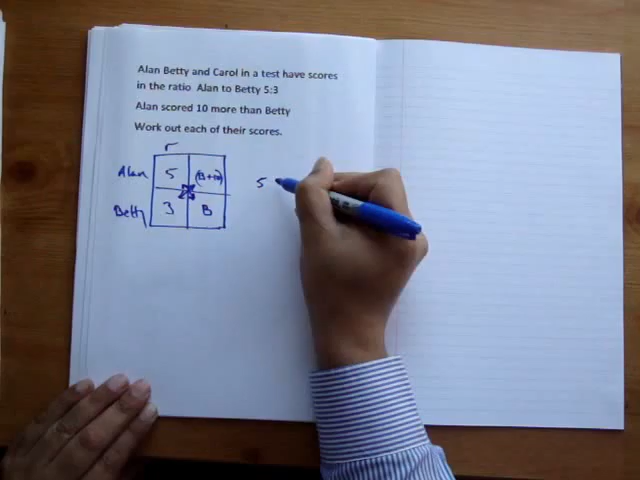 Alan Betty and Carol in a test have scores
in the ratio Alan to Betty 5:3
Alan scored 10 more than Betty
Work out each of their scores.
r
Alan 5 (B+10)
Betty 3 B
5